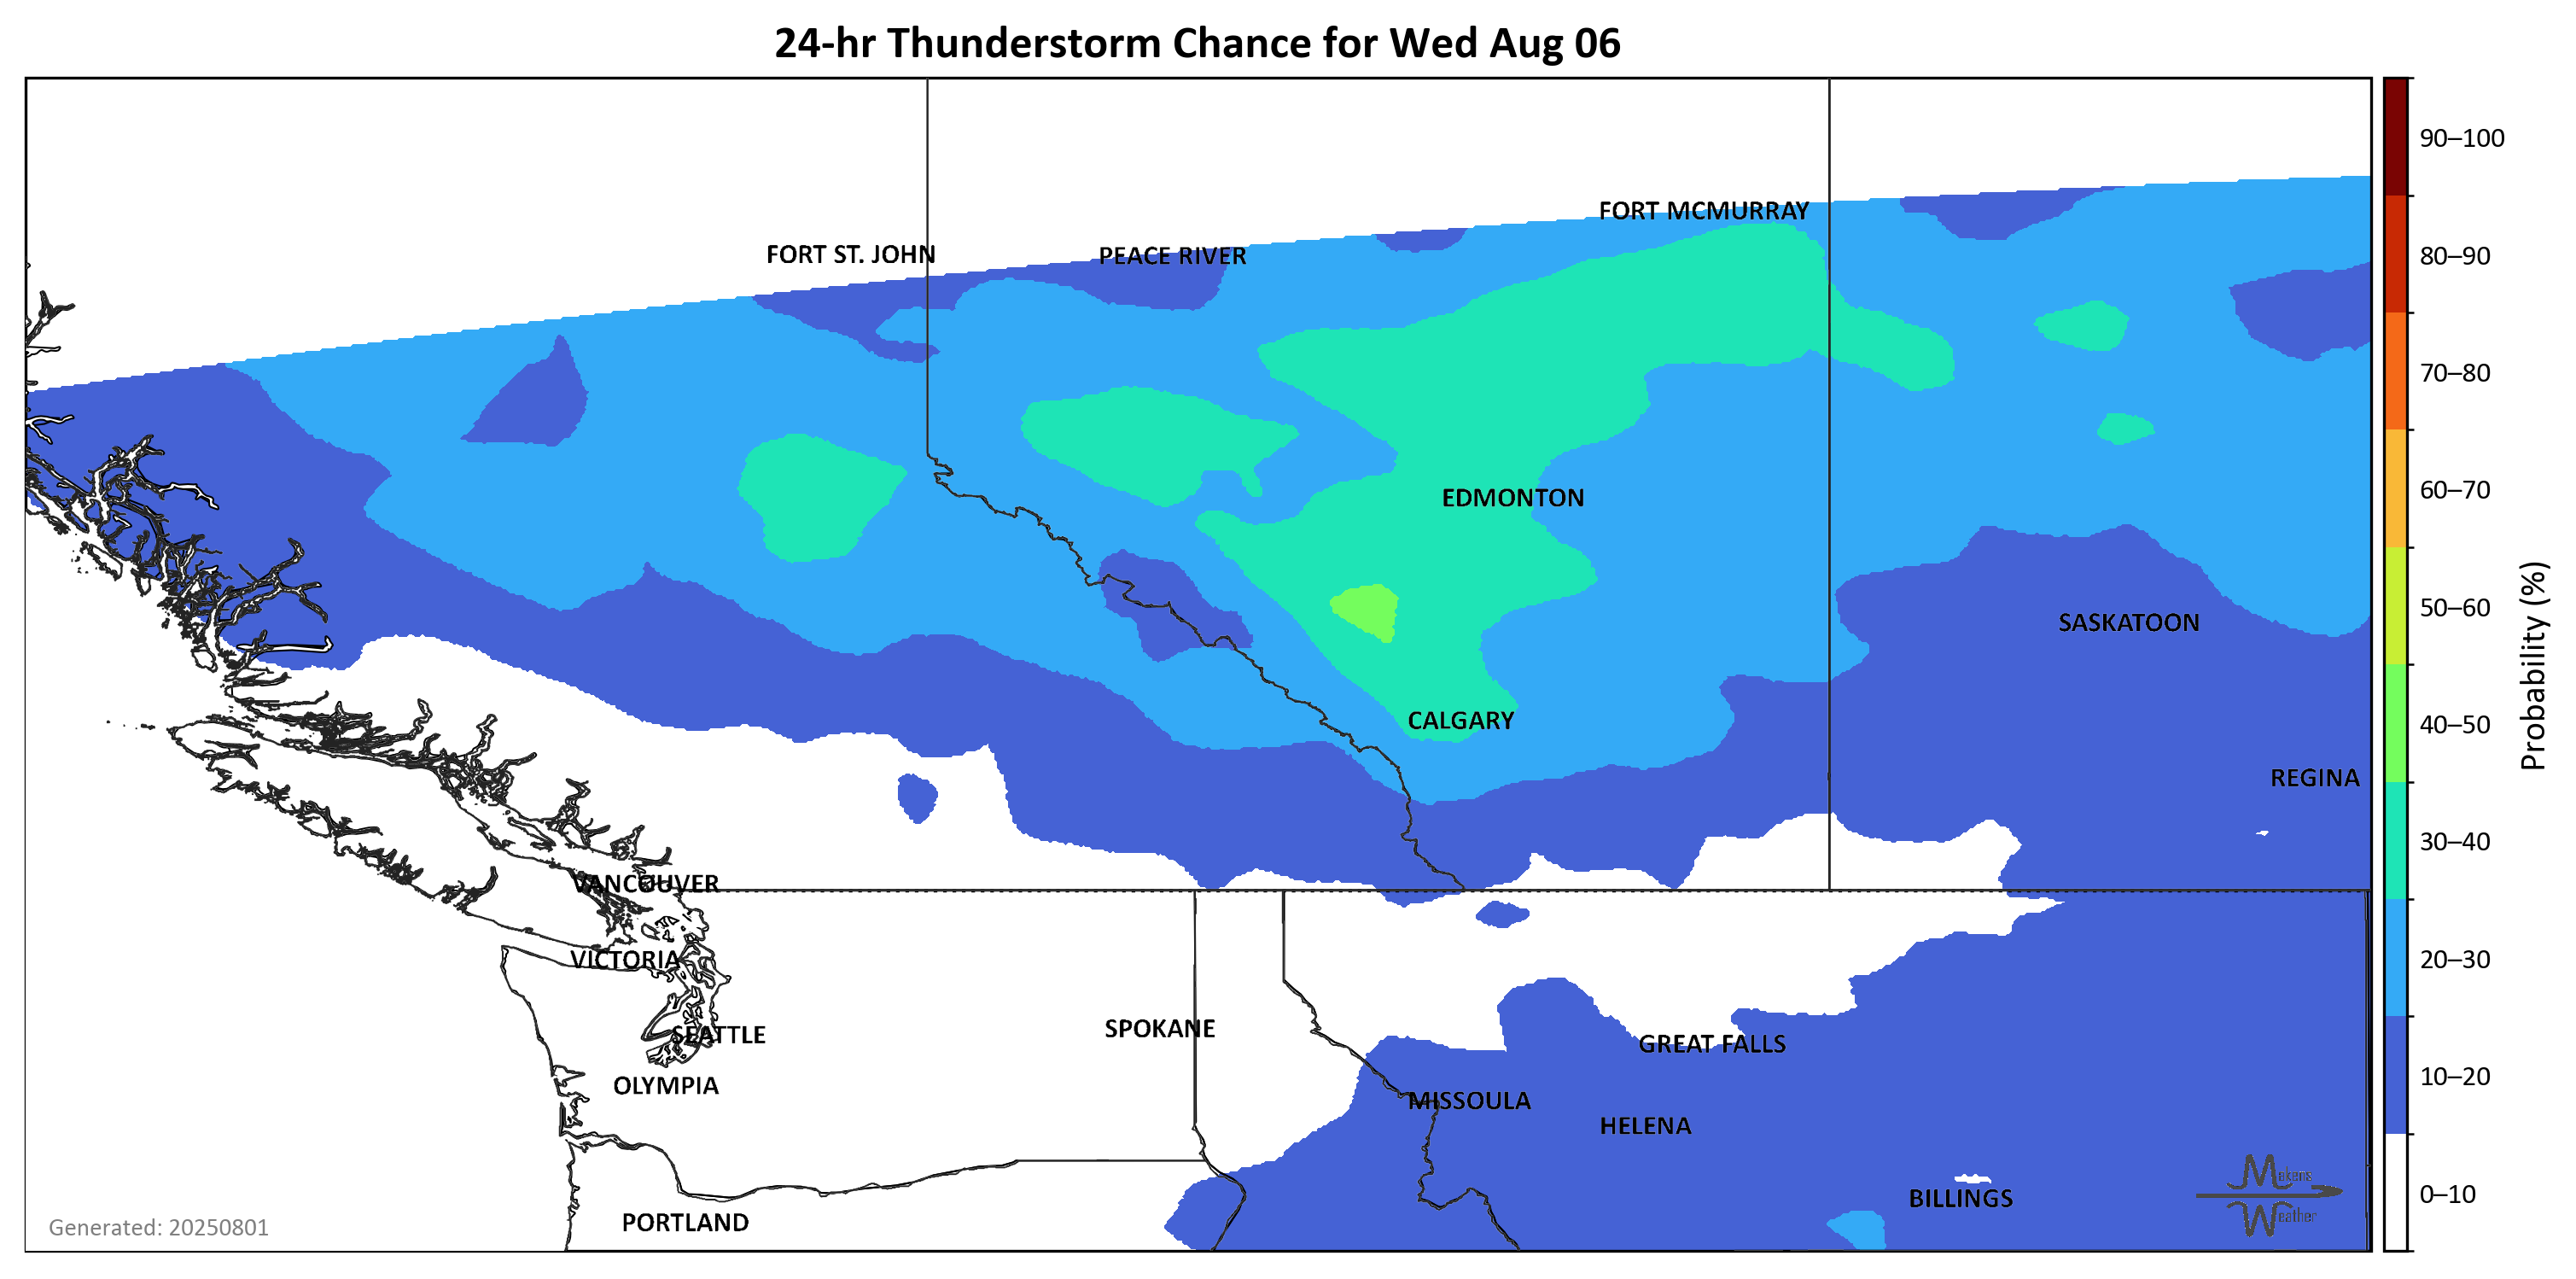 24-hr Thunderstorm Chance for Wed Aug 06
90–100
FORT MCMURRAY
FORT ST. JOHN
PEACE RIVER
80–90
70–80
60–70
EDMONTON
50–60
SASKATOON
Probability (%)
CALGARY
40–50
REGINA
30–40
VANCOUVER
VICTORIA
20–30
SPOKANE
SEATTLE
GREAT FALLS
10–20
OLYMPIA
MISSOULA
HELENA
Mekens
Weather
BILLINGS
0–10
PORTLAND
Generated: 20250801